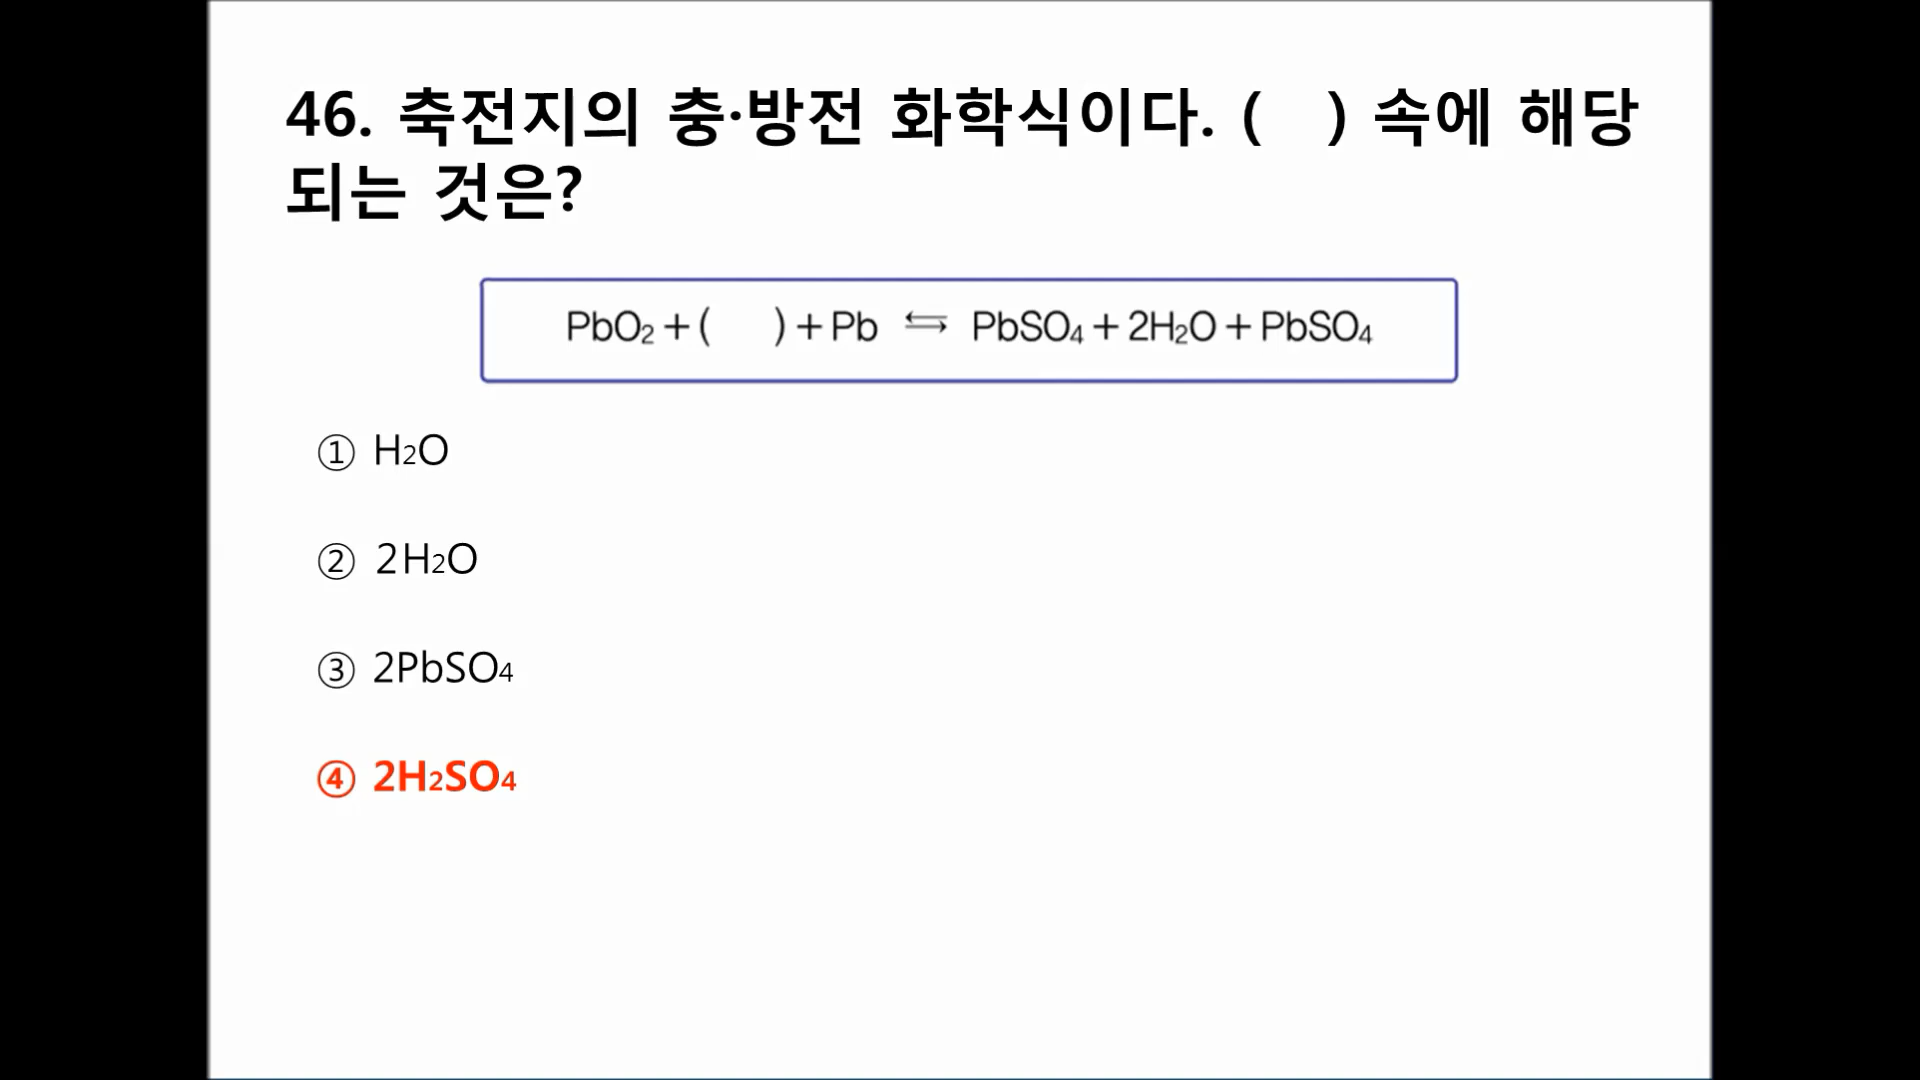 46. 축전지의 충·방전 화학식이다. (   ) 속에 해당
되는 것은?
PbO₂ + (     ) + Pb ⇆ PbSO₄ + 2H₂O + PbSO₄
① H₂O
② 2H₂O
③ 2PbSO₄
④ 2H₂SO₄